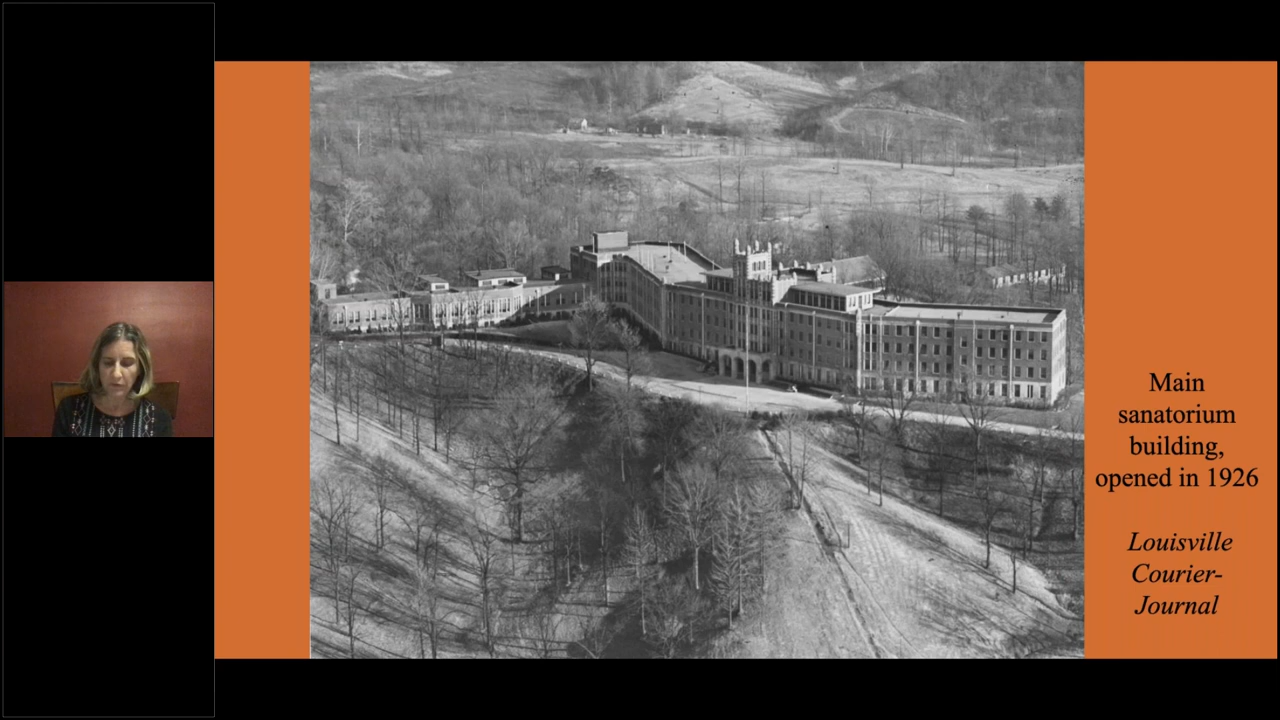 Main
sanatorium
building,
opened in 1926
Louisville
Courier-
Journal